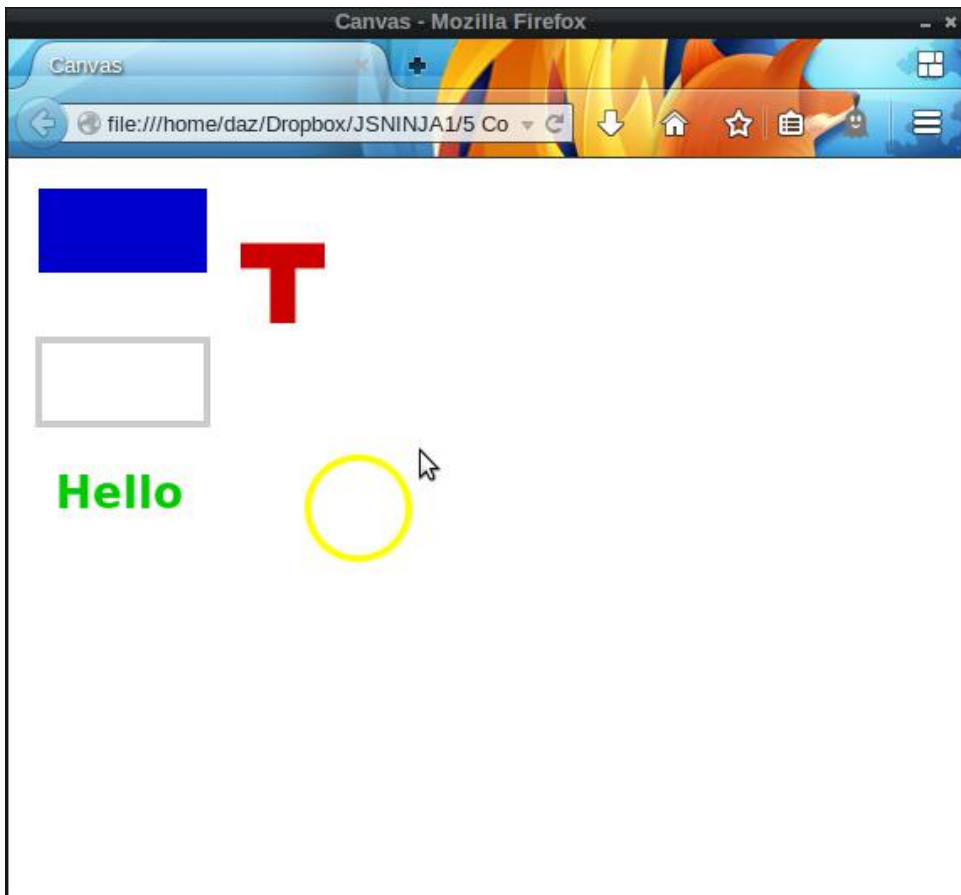 Canvas - Mozilla Firefox
Canvas
file:///home/daz/Dropbox/JSNINJA1/5 Co
T
Hello